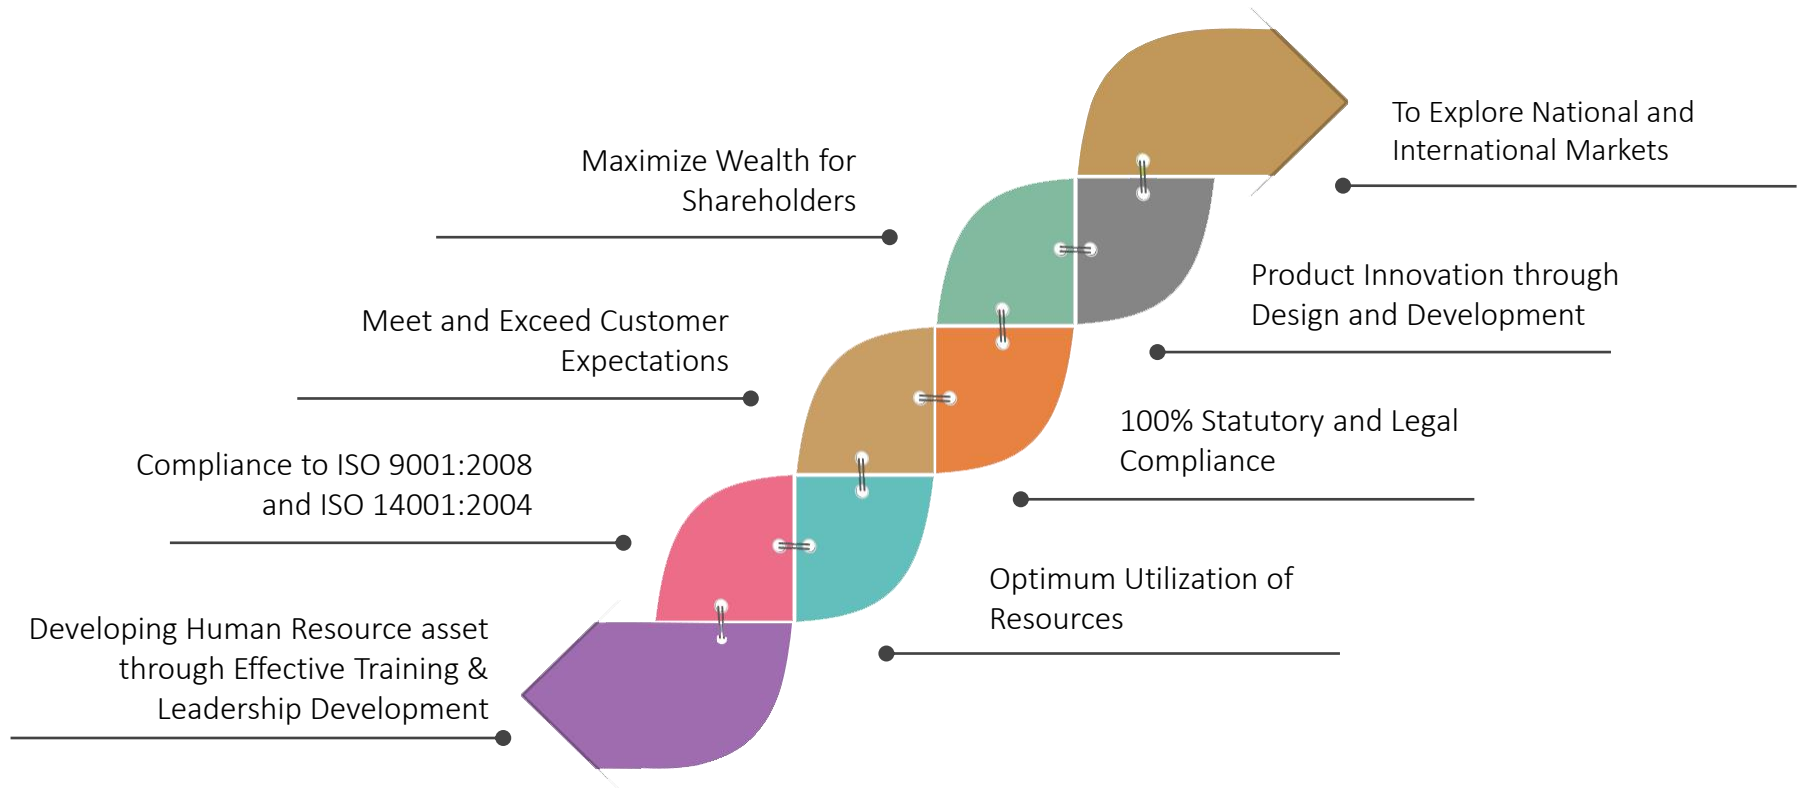 To Explore National and
International Markets
Maximize Wealth for
Shareholders
Product Innovation through
Design and Development
Meet and Exceed Customer
Expectations
100% Statutory and Legal
Compliance
Compliance to ISO 9001:2008
and ISO 14001:2004
Optimum Utilization of
Resources
Developing Human Resource asset
through Effective Training &
Leadership Development